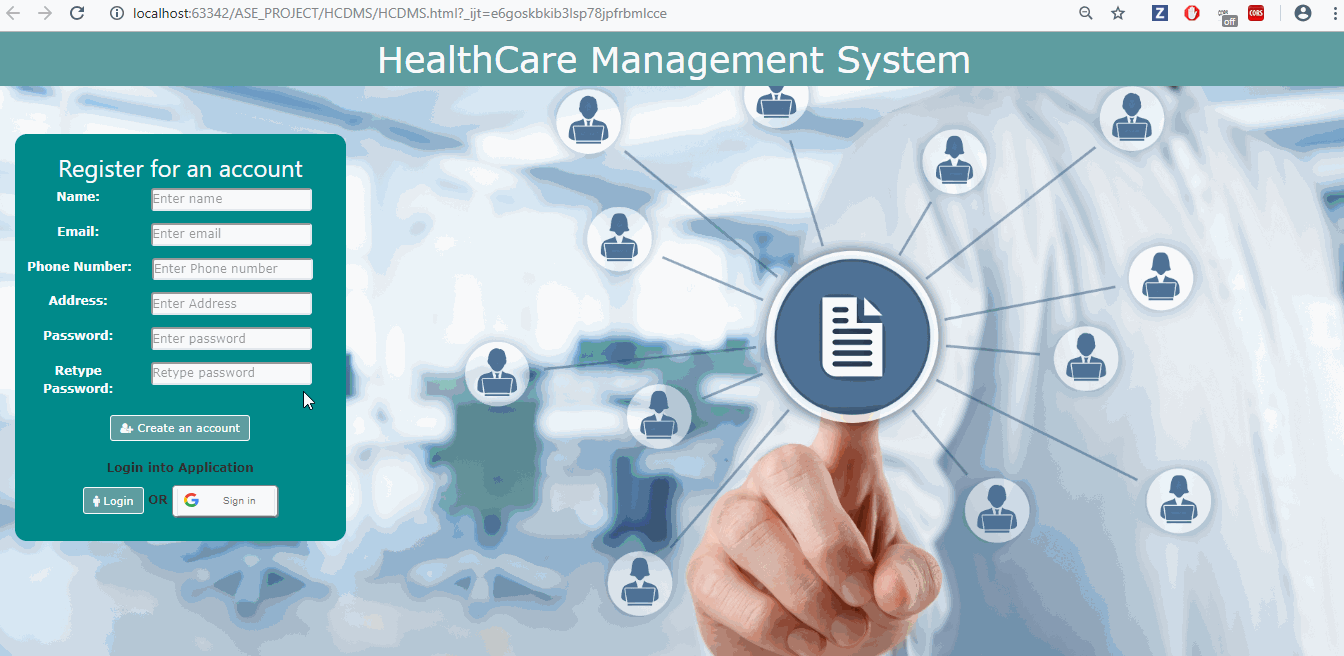 localhost:63342/ASE_PROJECT/HCDMS/HCDMS.html?_ijt=e6goskbkib3lsp78jpfrbmlcce
Z
off
CORS
HealthCare Management System
Register for an account
Name: Enter name
Email: Enter email
Phone Number: Enter Phone number
Address: Enter Address
Password: Enter password
Retype Password: Retype password
Create an account
Login into Application
Login OR G Sign in